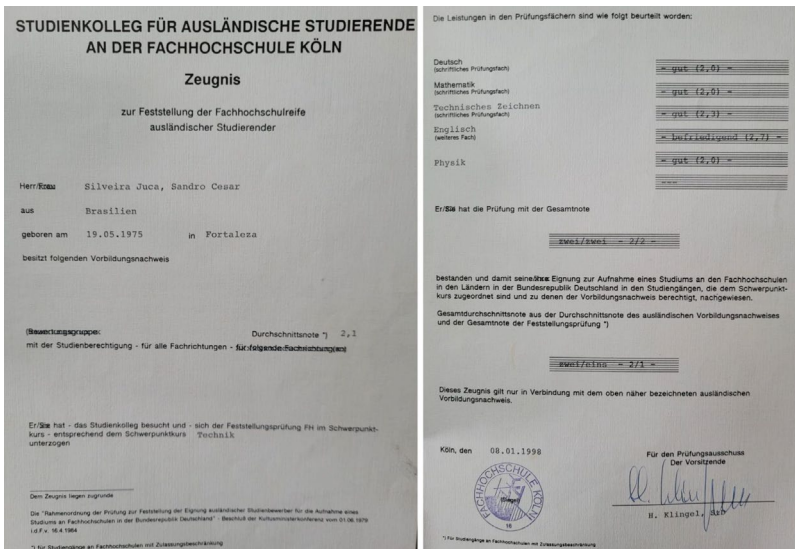 STUDIENKOLLEG FÜR AUSLÄNDISCHE STUDIERENDE
AN DER FACHHOCHSCHULE KÖLN
Zeugnis
zur Feststellung der Fachhochschulreife
ausländischer Studierender
Herr/Frau Silveira Juca, Sandro Cesar
aus Brasilien
geboren am 19.05.1975 in Fortaleza
besitzt folgenden Vorbildungsnachweis
(Bewertungsgruppe: Durchschnittsnote *) 2,1
mit der Studienberechtigung - für alle Fachrichtungen - für folgende Fachrichtung(en)
Er/Sie hat - das Studienkolleg besucht und - sich der Feststellungsprüfung FH im Schwerpunkt-
kurs - entsprechend dem Schwerpunktkurs Technik
unterzogen
Dem Zeugnis liegen zugrunde
Die "Rahmenordnung der Prüfung zur Feststellung der Eignung ausländischer Studienbewerber für die Aufnahme eines
Studiums an Fachhochschulen in der Bundesrepublik Deutschland" - Beschluß der Kultusministerkonferenz vom 01.06.1979
i.d.F.v. 16.4.1984
*) für Studiengänge an Fachhochschulen mit Zulassungsbeschränkung
Die Leistungen in den Prüfungsfächern sind wie folgt beurteilt worden:
Deutsch
(schriftliches Prüfungsfach) - gut (2,0) -
Mathematik
(schriftliches Prüfungsfach) - gut (2,0) -
Technisches Zeichnen
(schriftliches Prüfungsfach) - gut (2,3) -
Englisch
(weiteres Fach) - befriedigend (2,7) -
Physik - gut (2,0) -
---
Er/Sie hat die Prüfung mit der Gesamtnote
zwei/zwei - 2/2 -
bestanden und damit seine/ihre Eignung zur Aufnahme eines Studiums an den Fachhochschulen
in den Ländern in der Bundesrepublik Deutschland in den Studiengängen, die dem Schwerpunkt-
kurs zugeordnet sind und zu denen der Vorbildungsnachweis berechtigt, nachgewiesen.
Gesamtdurchschnittsnote aus der Durchschnittsnote des ausländischen Vorbildungsnachweises
und der Gesamtnote der Feststellungsprüfung *)
zwei/eins - 2/1 -
Dieses Zeugnis gilt nur in Verbindung mit dem oben näher bezeichneten ausländischen
Vorbildungsnachweis.
Köln, den 08.01.1998
Für den Prüfungsausschuss
Der Vorsitzende
FACHHOCHSCHULE KÖLN
(Siegel)
16
H. Klingel,
*) Für Studiengänge an Fachhochschulen mit Zulassungsbeschränkung